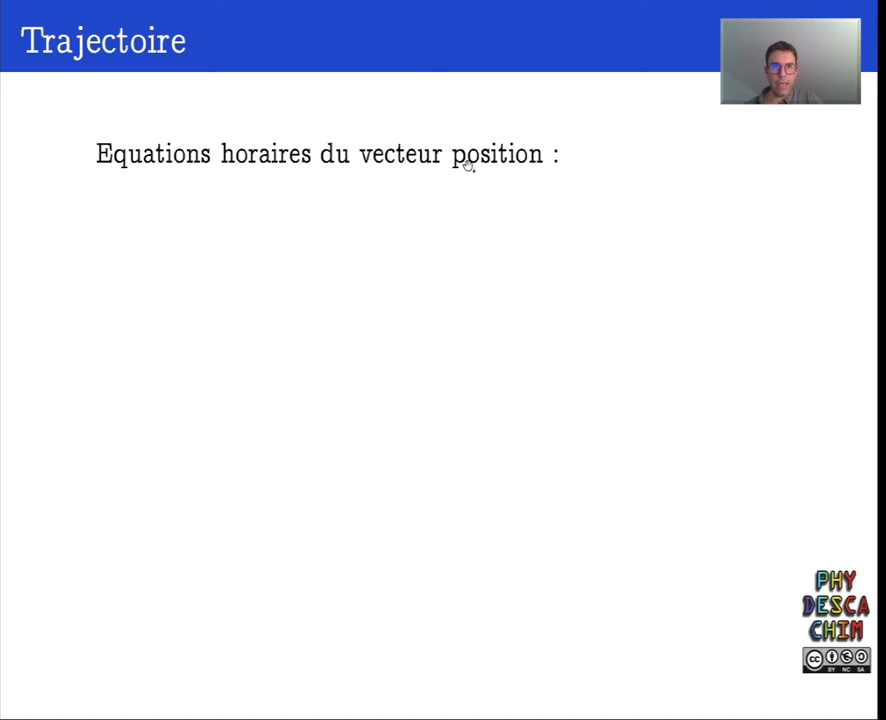 Trajectoire
Equations horaires du vecteur position :
PHY
DESCA
CHIM
CC
BY NC SA